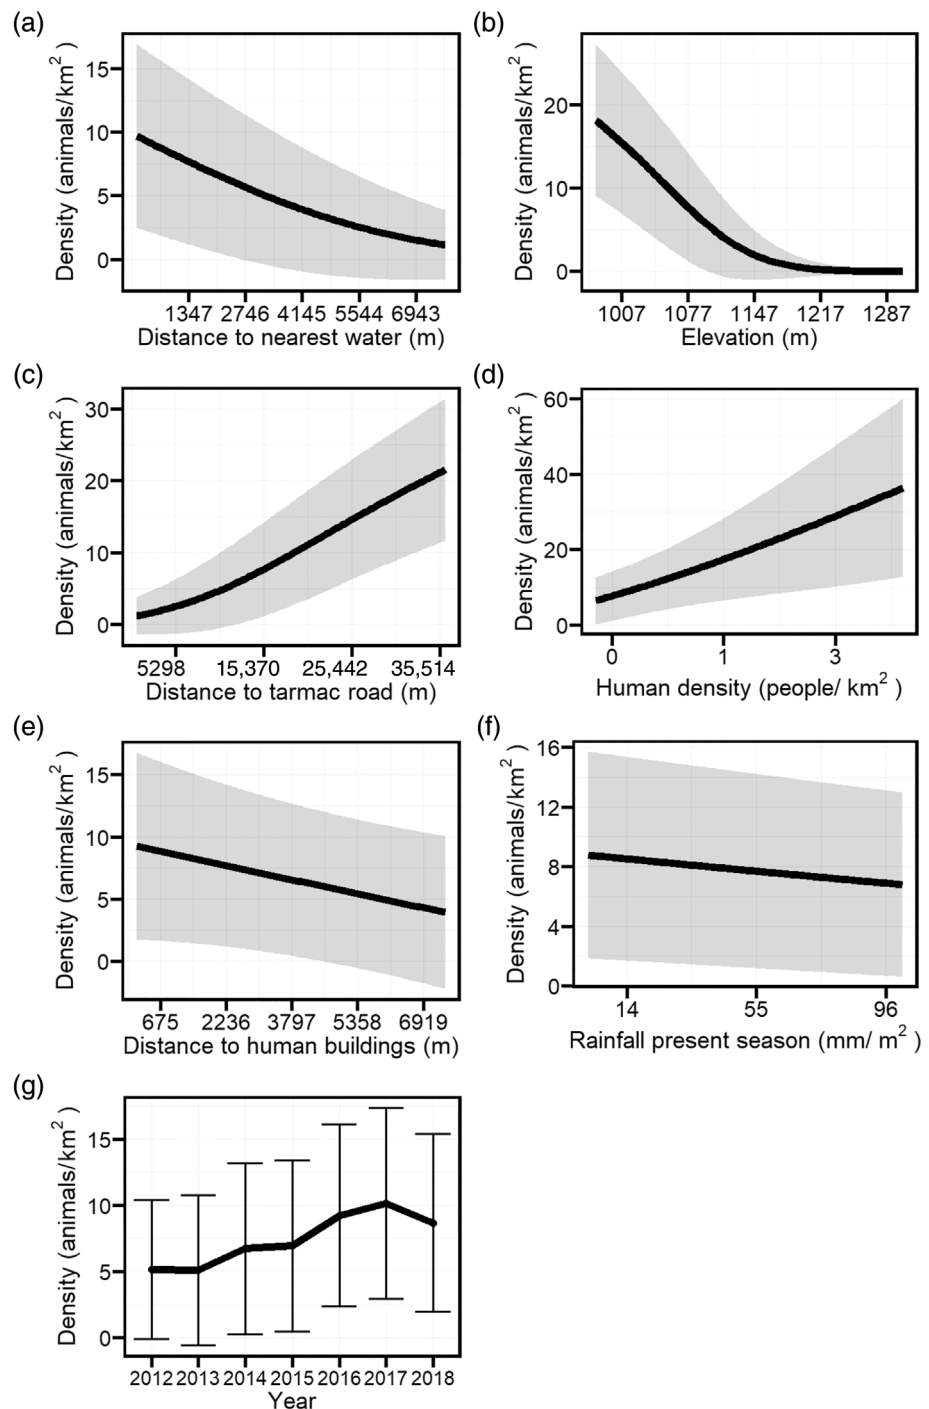 (a)
Density (animals/km²)
15
10
5
0
1347 2746 4145 5544 6943
Distance to nearest water (m)
(b)
Density (animals/km²)
20
10
0
1007 1077 1147 1217 1287
Elevation (m)
(c)
Density (animals/km²)
30
20
10
0
5298 15,370 25,442 35,514
Distance to tarmac road (m)
(d)
Density (animals/km²)
60
40
20
0
0 1 3
Human density (people/ km²)
(e)
Density (animals/km²)
15
10
5
0
675 2236 3797 5358 6919
Distance to human buildings (m)
(f)
Density (animals/km²)
16
12
8
4
0
14 55 96
Rainfall present season (mm/ m²)
(g)
Density (animals/km²)
15
10
5
0
2012 2013 2014 2015 2016 2017 2018
Year